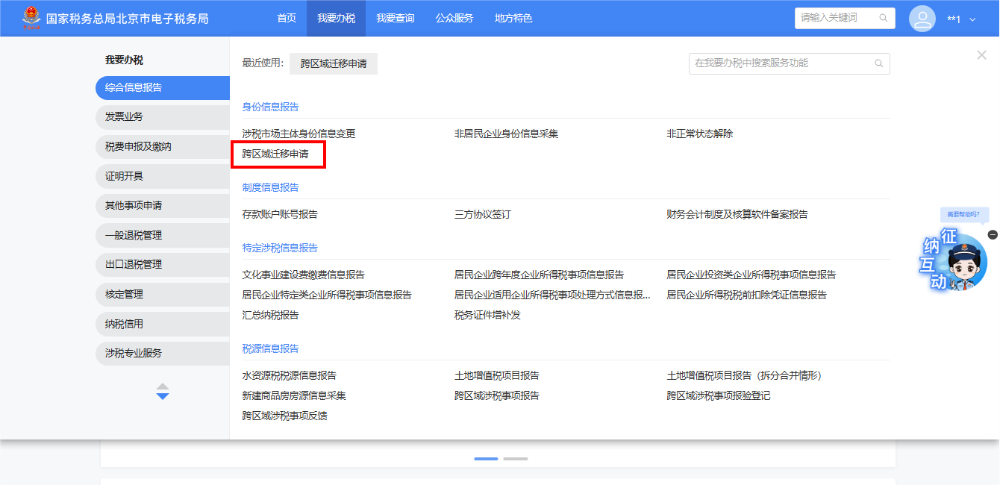 国家税务总局北京市电子税务局
首页 我要办税 我要查询 公众服务 地方特色
请输入关键词
**1
我要办税
综合信息报告
发票业务
税费申报及缴纳
证明开具
其他事项申请
一般退税管理
出口退税管理
核定管理
纳税信用
涉税专业服务
最近使用: 跨区域迁移申请
在我要办税中搜索服务功能
身份信息报告
涉税市场主体身份信息变更 非居民企业身份信息采集 非正常状态解除
跨区域迁移申请
制度信息报告
存款账户账号报告 三方协议签订 财务会计制度及核算软件备案报告
特定涉税信息报告
文化事业建设费缴费信息报告 居民企业跨年度企业所得税事项信息报告 居民企业投资类企业所得税事项信息报告
居民企业特定类企业所得税事项信息报告 居民企业适用企业所得税事项处理方式信息报... 居民企业所得税税前扣除凭证信息报告
汇总纳税报告 税务证件增补发
税源信息报告
水资源税税源信息报告 土地增值税项目报告 土地增值税项目报告（拆分合并情形）
新建商品房房源信息采集 跨区域涉税事项报告 跨区域涉税事项报验登记
跨区域涉税事项反馈
需要帮助吗?
征纳互动